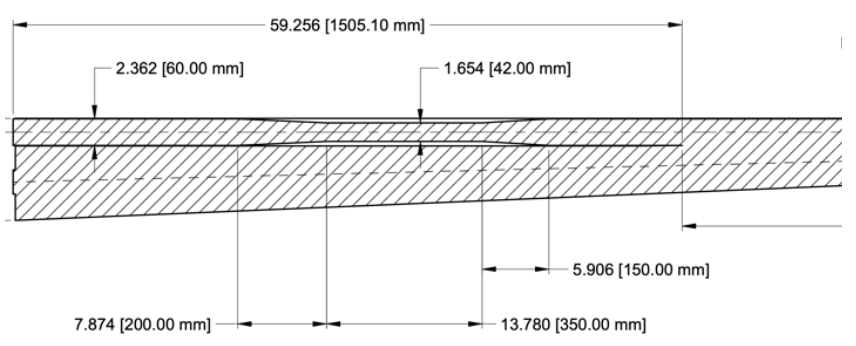 59.256 [1505.10 mm]
2.362 [60.00 mm]
1.654 [42.00 mm]
5.906 [150.00 mm]
7.874 [200.00 mm]
13.780 [350.00 mm]